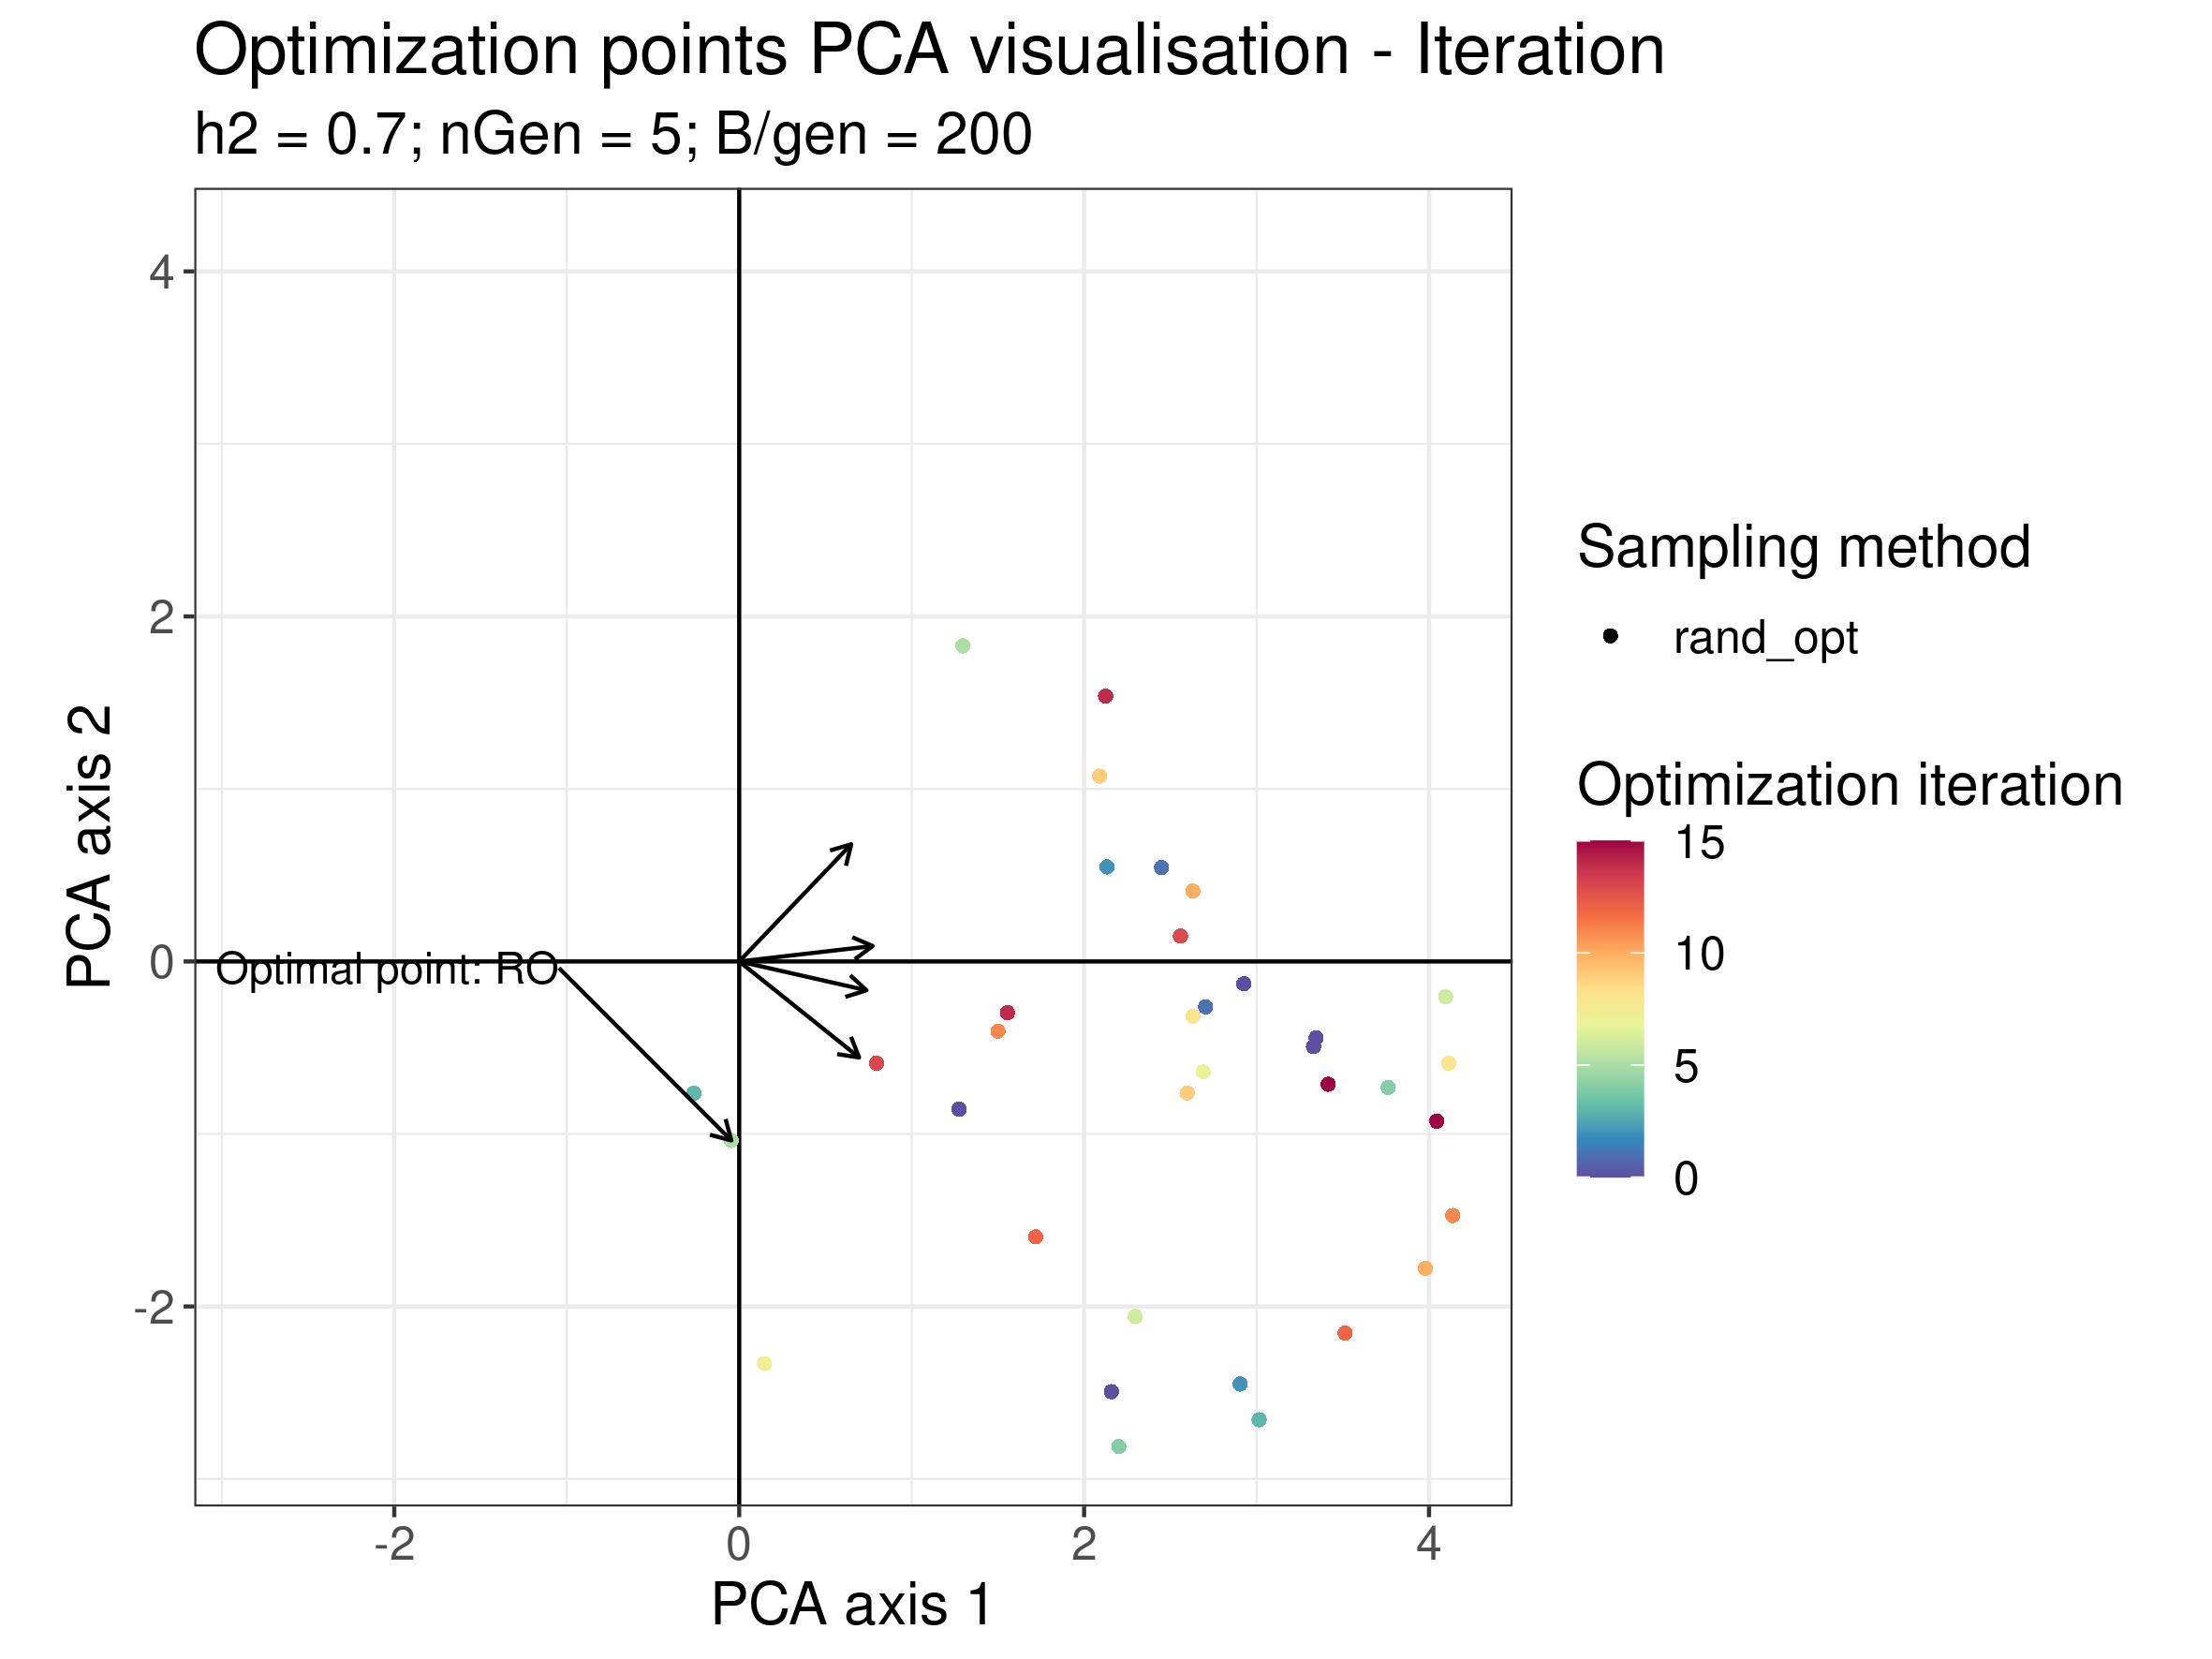 Optimization points PCA visualisation - Iteration
h2 = 0.7; nGen = 5; B/gen = 200
4
2
0
-2
PCA axis 2
Optimal point: RO
-2
0
2
4
PCA axis 1
Sampling method
rand_opt
Optimization iteration
15
10
5
0